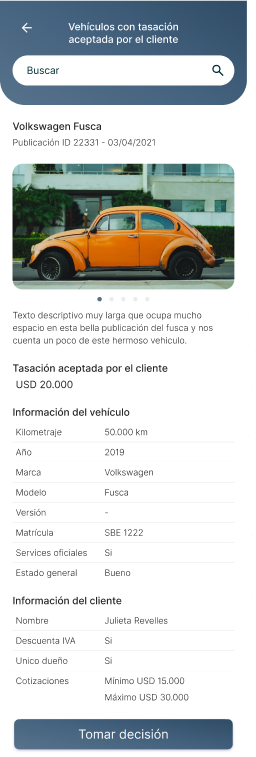 Vehículos con tasación
aceptada por el cliente
Buscar
Volkswagen Fusca
Publicación ID 22331 - 03/04/2021
Texto descriptivo muy larga que ocupa mucho
espacio en esta bella publicación del fusca y nos
cuenta un poco de este hermoso vehiculo.
Tasación aceptada por el cliente
USD 20.000
Información del vehículo
Kilometraje 50.000 km
Año 2019
Marca Volkswagen
Modelo Fusca
Versión -
Matrícula SBE 1222
Services oficiales Si
Estado general Bueno
Información del cliente
Nombre Julieta Revelles
Descuenta IVA Si
Unico dueño Si
Cotizaciones Mínimo USD 15.000
Máximo USD 30.000
Tomar decisión